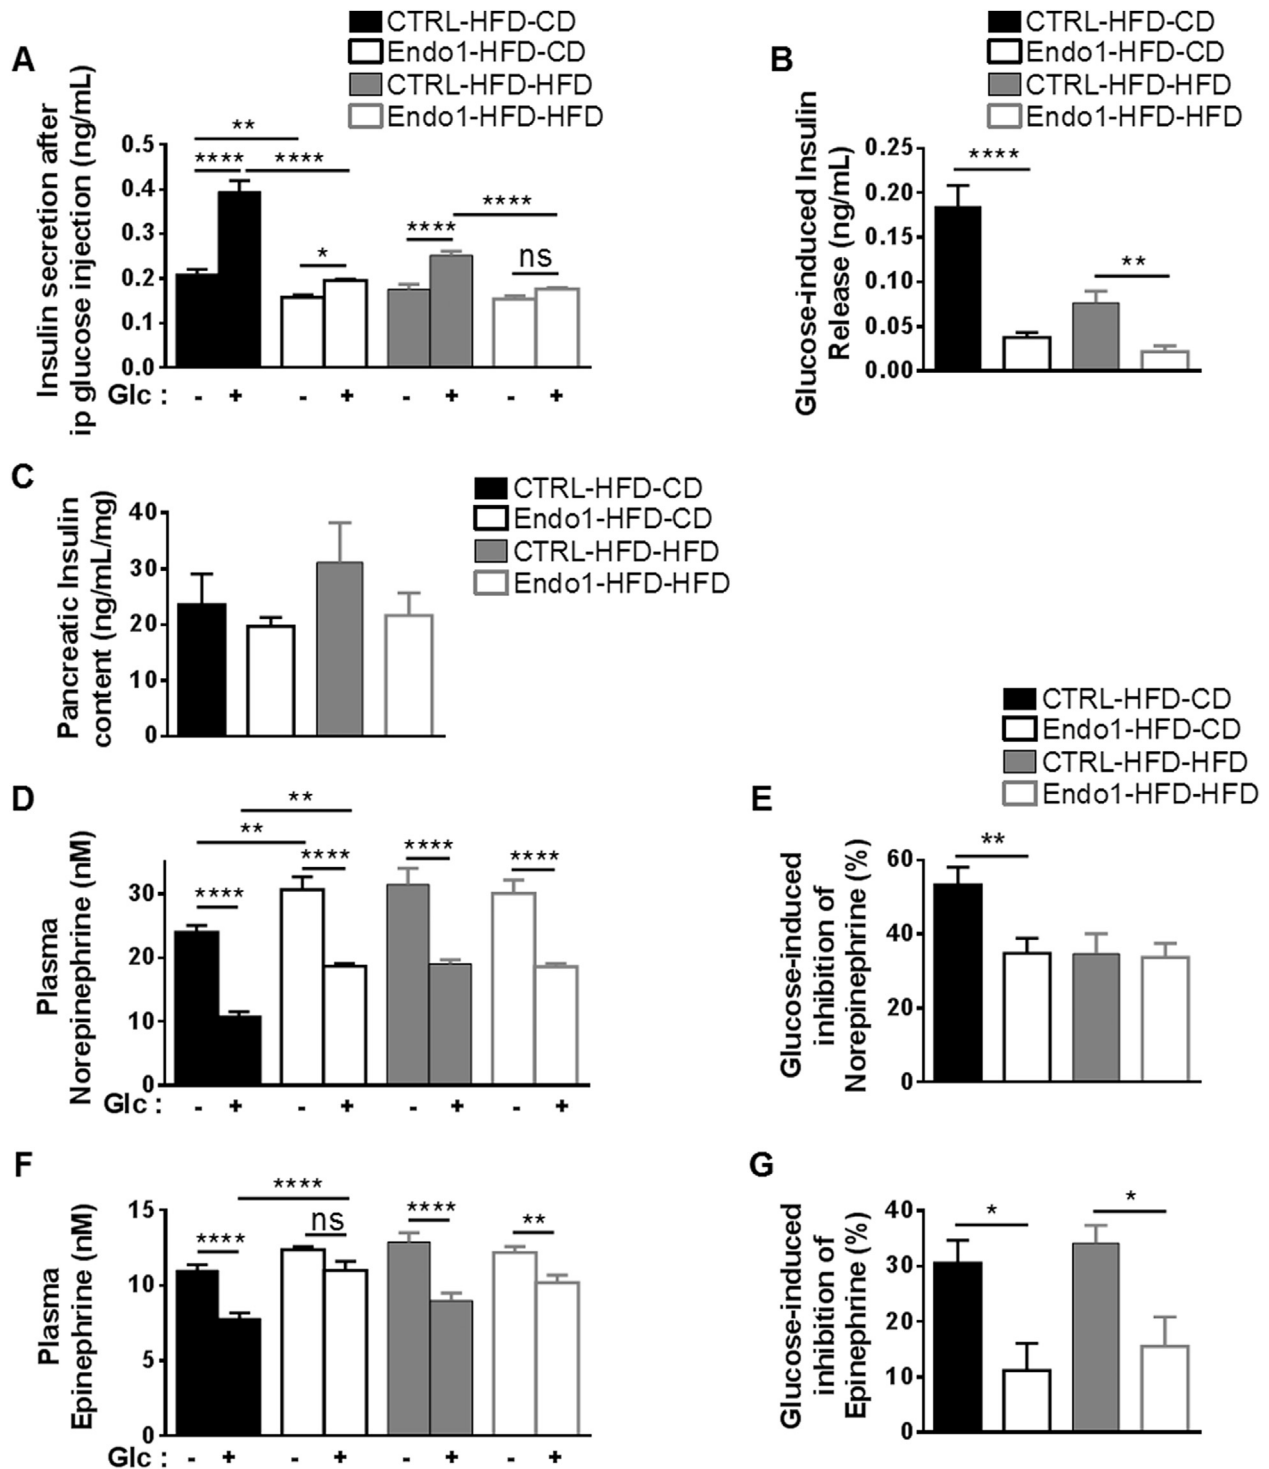 A
CTRL-HFD-CD
Endo1-HFD-CD
CTRL-HFD-HFD
Endo1-HFD-HFD
Insulin secretion after
ip glucose injection (ng/mL)
0.5
0.4
0.3
0.2
0.1
0.0
**
****
****
*
****
****
ns
Glc :
- + - + - + - +
B
CTRL-HFD-CD
Endo1-HFD-CD
CTRL-HFD-HFD
Endo1-HFD-HFD
Glucose-induced Insulin
Release (ng/mL)
0.25
0.20
0.15
0.10
0.05
0.00
****
**
C
CTRL-HFD-CD
Endo1-HFD-CD
CTRL-HFD-HFD
Endo1-HFD-HFD
Pancreatic Insulin
content (ng/mL/mg)
40
30
20
10
0
D
Plasma
Norepinephrine (nM)
30
20
10
0
**
**
****
****
****
****
Glc :
- + - + - + - +
E
CTRL-HFD-CD
Endo1-HFD-CD
CTRL-HFD-HFD
Endo1-HFD-HFD
Glucose-induced
inhibition of
Norepinephrine (%)
60
40
20
0
**
F
Plasma
Epinephrine (nM)
15
10
5
0
****
****
ns
****
**
Glc :
- + - + - + - +
G
Glucose-induced
inhibition of
Epinephrine (%)
40
30
20
10
0
*
*